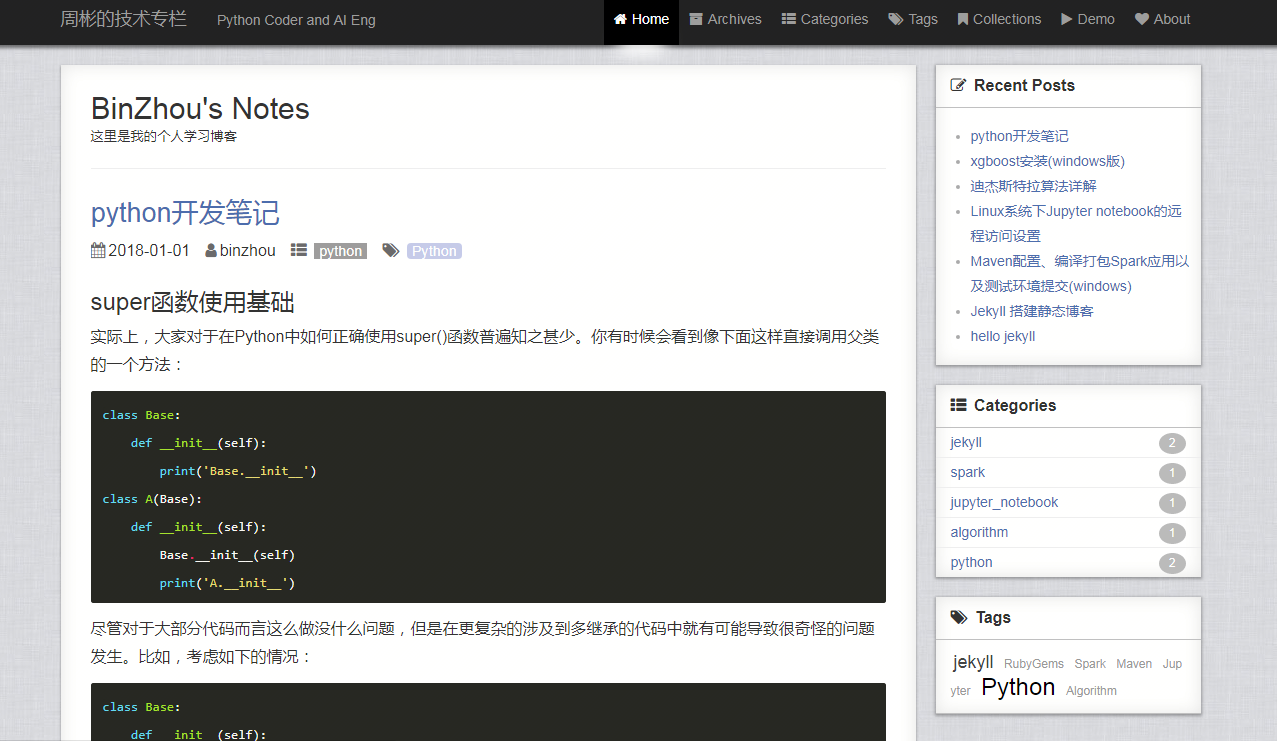 周彬的技术专栏 Python Coder and AI Eng Home Archives Categories Tags Collections Demo About
BinZhou's Notes
这里是我的个人学习博客
python开发笔记
2018-01-01 binzhou python Python
super函数使用基础
实际上，大家对于在Python中如何正确使用super()函数普遍知之甚少。你有时候会看到像下面这样直接调用父类
的一个方法：
class Base:
    def __init__(self):
        print('Base.__init__')
class A(Base):
    def __init__(self):
        Base.__init__(self)
        print('A.__init__')
尽管对于大部分代码而言这么做没什么问题，但是在更复杂的涉及到多继承的代码中就有可能导致很奇怪的问题
发生。比如，考虑如下的情况：
class Base:
    def __init__(self):
Recent Posts
python开发笔记
xgboost安装(windows版)
迪杰斯特拉算法详解
Linux系统下Jupyter notebook的远
程访问设置
Maven配置、编译打包Spark应用以
及测试环境提交(windows)
Jekyll 搭建静态博客
hello jekyll
Categories
jekyll 2
spark 1
jupyter_notebook 1
algorithm 1
python 2
Tags
jekyll RubyGems Spark Maven Jup
yter Python Algorithm